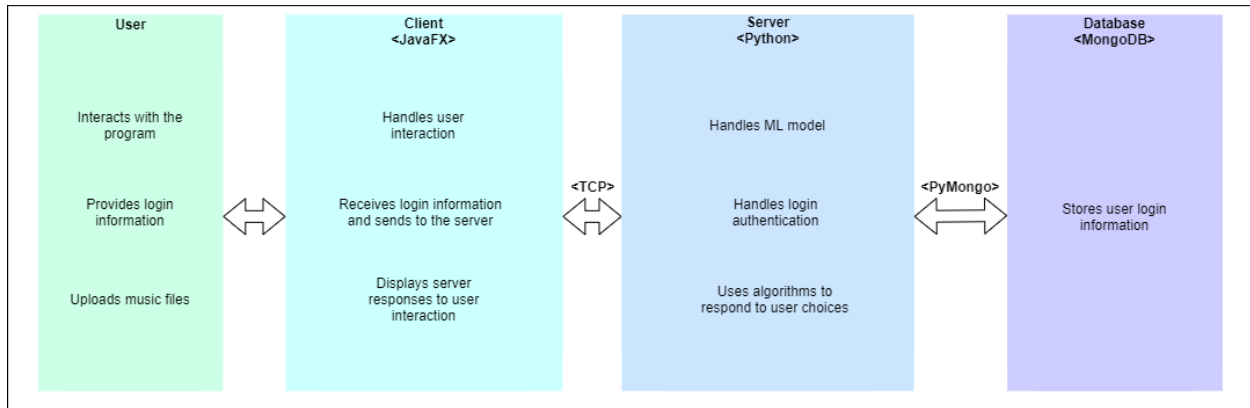 User
Interacts with the
program
Provides login
information
Uploads music files
Client
<JavaFX>
Handles user
interaction
Receives login information
and sends to the server
Displays server
responses to user
interaction
<TCP>
Server
<Python>
Handles ML model
Handles login
authentication
Uses algorithms to
respond to user choices
<PyMongo>
Database
<MongoDB>
Stores user login
information